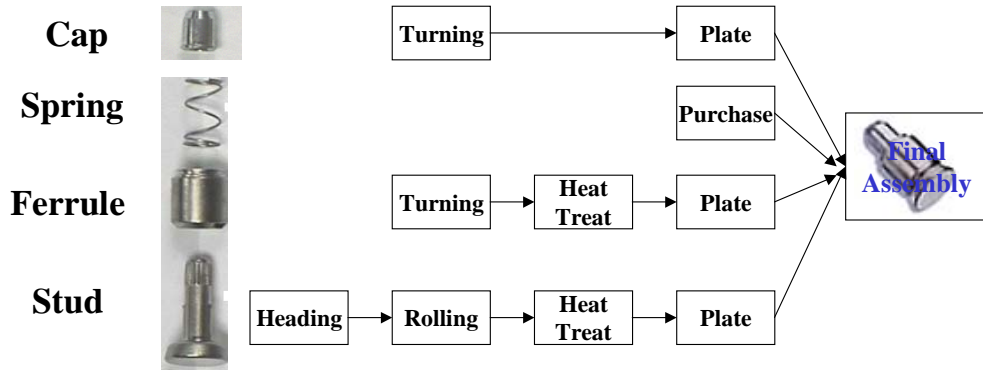 Cap
Turning
Plate
Spring
Purchase
Final
Assembly
Ferrule
Turning
Heat
Treat
Plate
Stud
Heading
Rolling
Heat
Treat
Plate